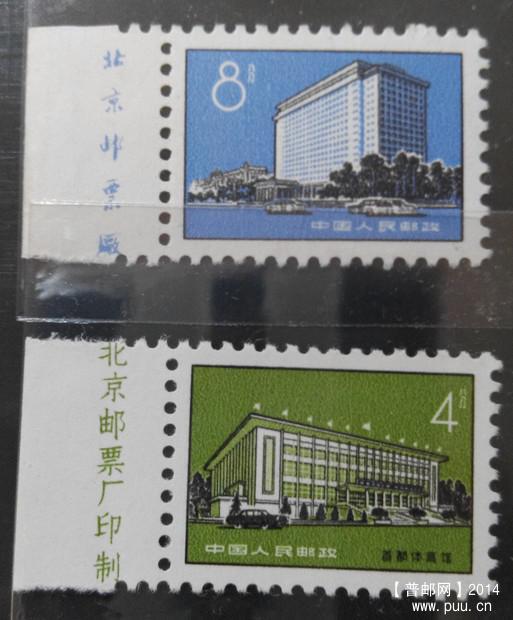 北京邮票廠
8分
中国人民邮政
北京邮票厂印制
4分
中国人民邮政
首都体育馆
【普邮网】2014
www.puu.cn